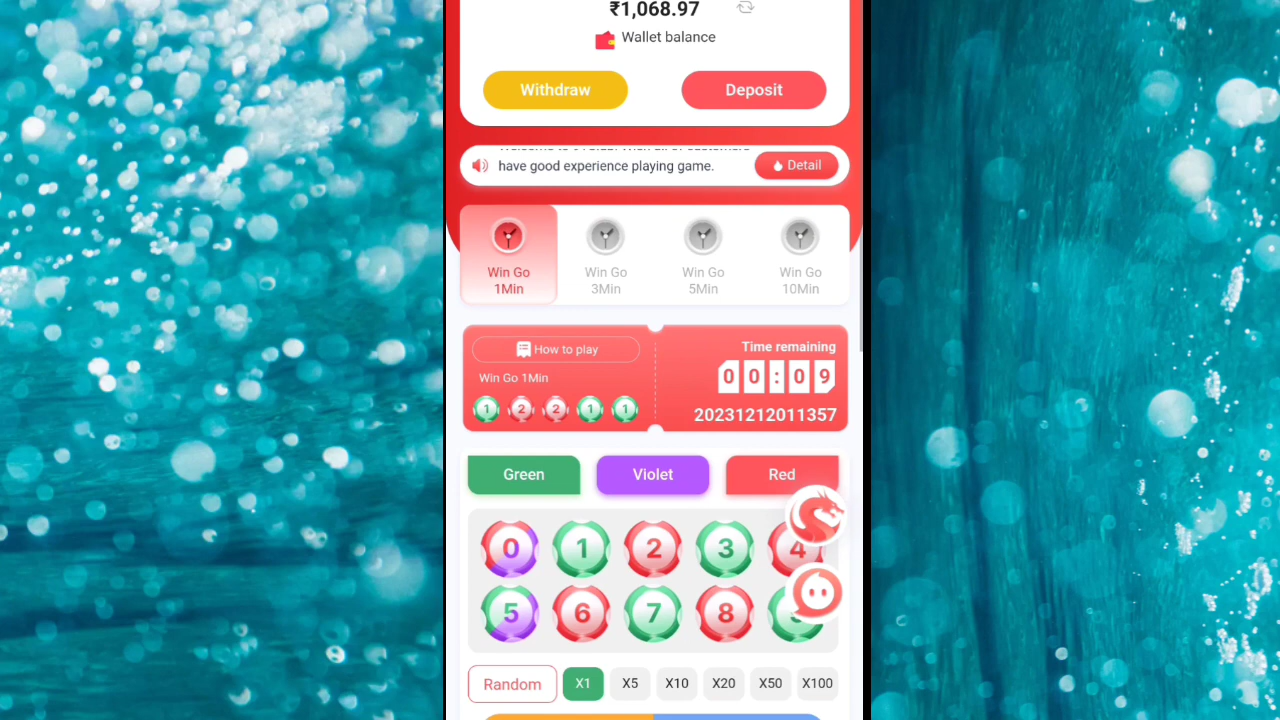 ₹1,068.97
Wallet balance
Withdraw
Deposit
have good experience playing game.
Detail
Win Go
1Min
Win Go
3Min
Win Go
5Min
Win Go
10Min
How to play
Time remaining
Win Go 1Min
00:09
1 2 2 1 1
20231212011357
Green
Violet
Red
0 1 2 3 4
5 6 7 8
Random
X1
X5
X10
X20
X50
X100